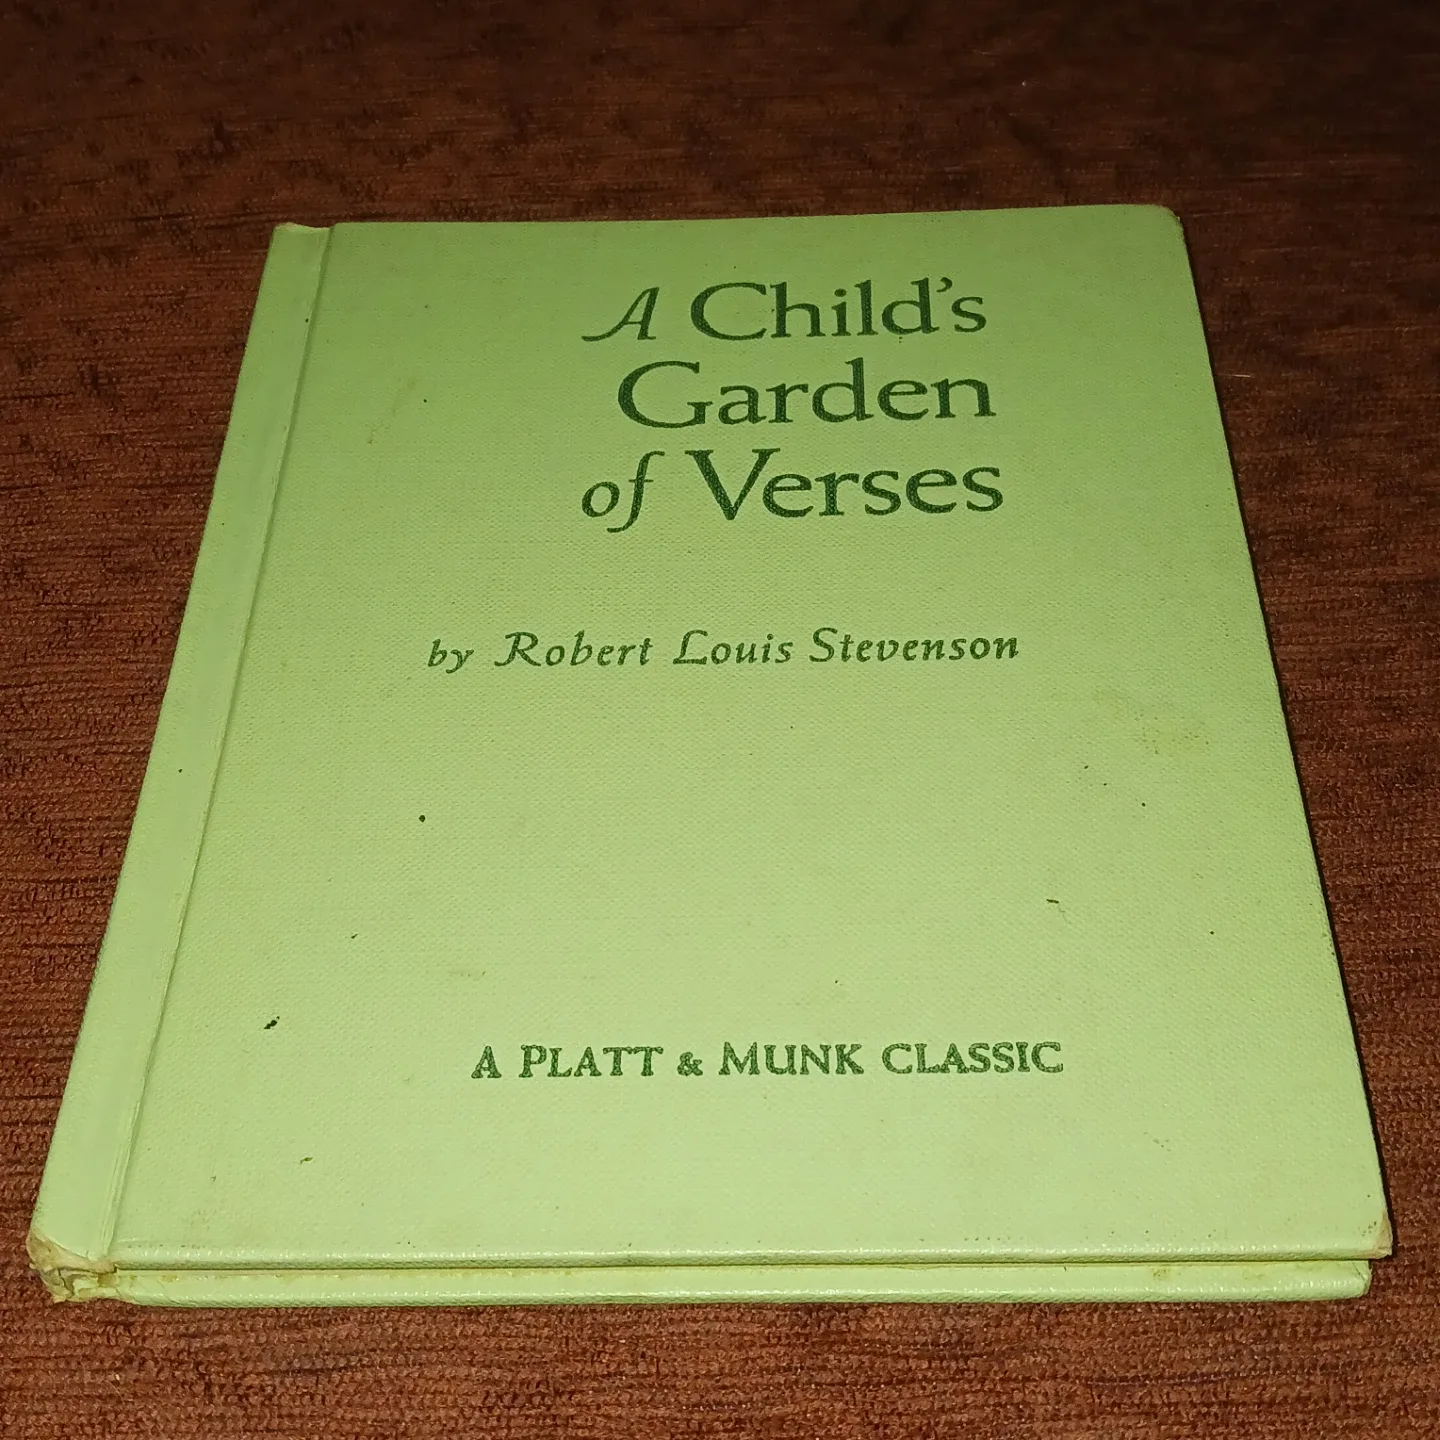 A Child's
Garden
of Verses
by Robert Louis Stevenson
A PLATT & MUNK CLASSIC